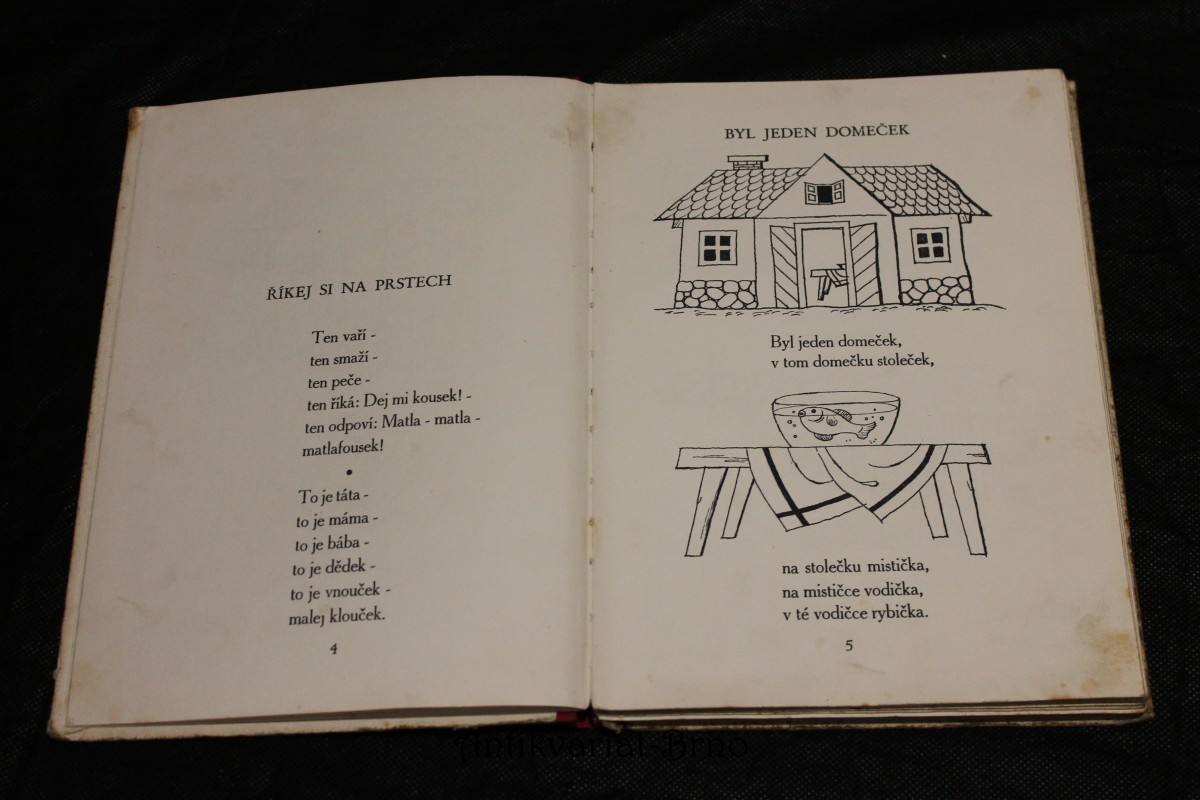 ŘÍKEJ SI NA PRSTECH
Ten vaří -
ten smaží -
ten peče -
ten říká: Dej mi kousek! -
ten odpoví: Matla - matla -
matlafousek!
•
To je táta -
to je máma -
to je bába -
to je dědek -
to je vnouček -
malej klouček.
4
BYL JEDEN DOMEČEK
Byl jeden domeček,
v tom domečku stoleček,
na stolečku mistička,
na mističce vodička,
v té vodičce rybička.
5
Antikvariat-Brno